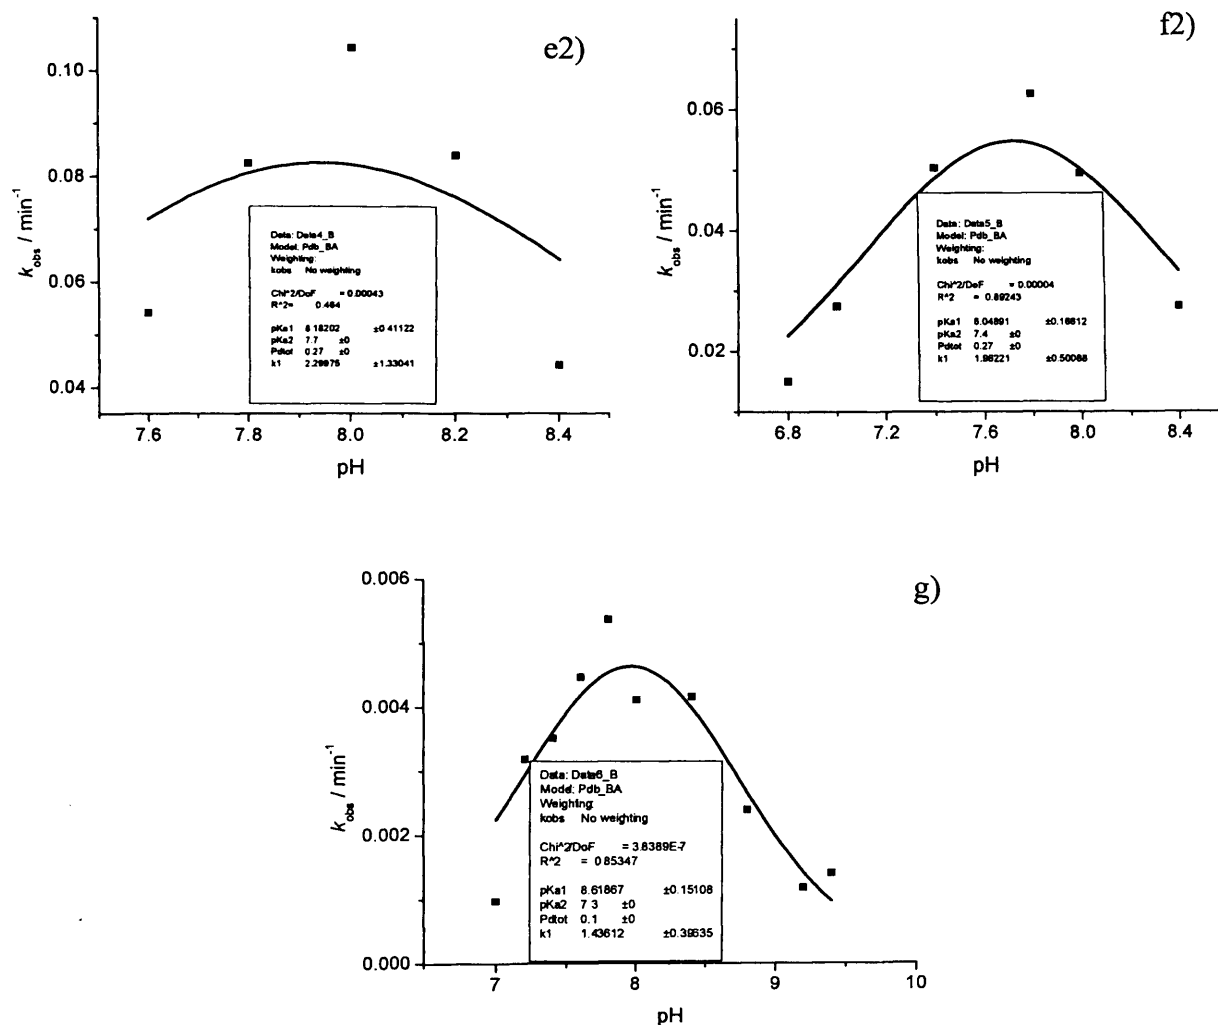 e2)
0.10
0.08
0.06
0.04
kobs / min-1
Data: Data4_B
Model: Pdb_BA
Weighting:
kobs No weighting
Chi^2/DoF = 0.00043
R^2= 0.464
pKa1 8.18202 ±0.41122
pKa2 7.7 ±0
Pdtot 0.27 ±0
k1 2.29975 ±1.33041
7.6 7.8 8.0 8.2 8.4
pH
f2)
0.06
0.04
0.02
kobs / min-1
Data: Data5_B
Model: Pdb_BA
Weighting:
kobs No weighting
Chi^2/DoF = 0.00004
R^2 = 0.89243
pKa1 8.04891 ±0.16612
pKa2 7.4 ±0
Pdtot 0.27 ±0
k1 1.98221 ±0.50088
6.8 7.2 7.6 8.0 8.4
pH
g)
0.006
0.004
0.002
0.000
kobs / min-1
Data: Data6_B
Model: Pdb_BA
Weighting:
kobs No weighting
Chi^2/DoF = 3.8389E-7
R^2 = 0.85347
pKa1 8.61867 ±0.15108
pKa2 7.3 ±0
Pdtot 0.1 ±0
k1 1.43612 ±0.39635
7 8 9 10
pH